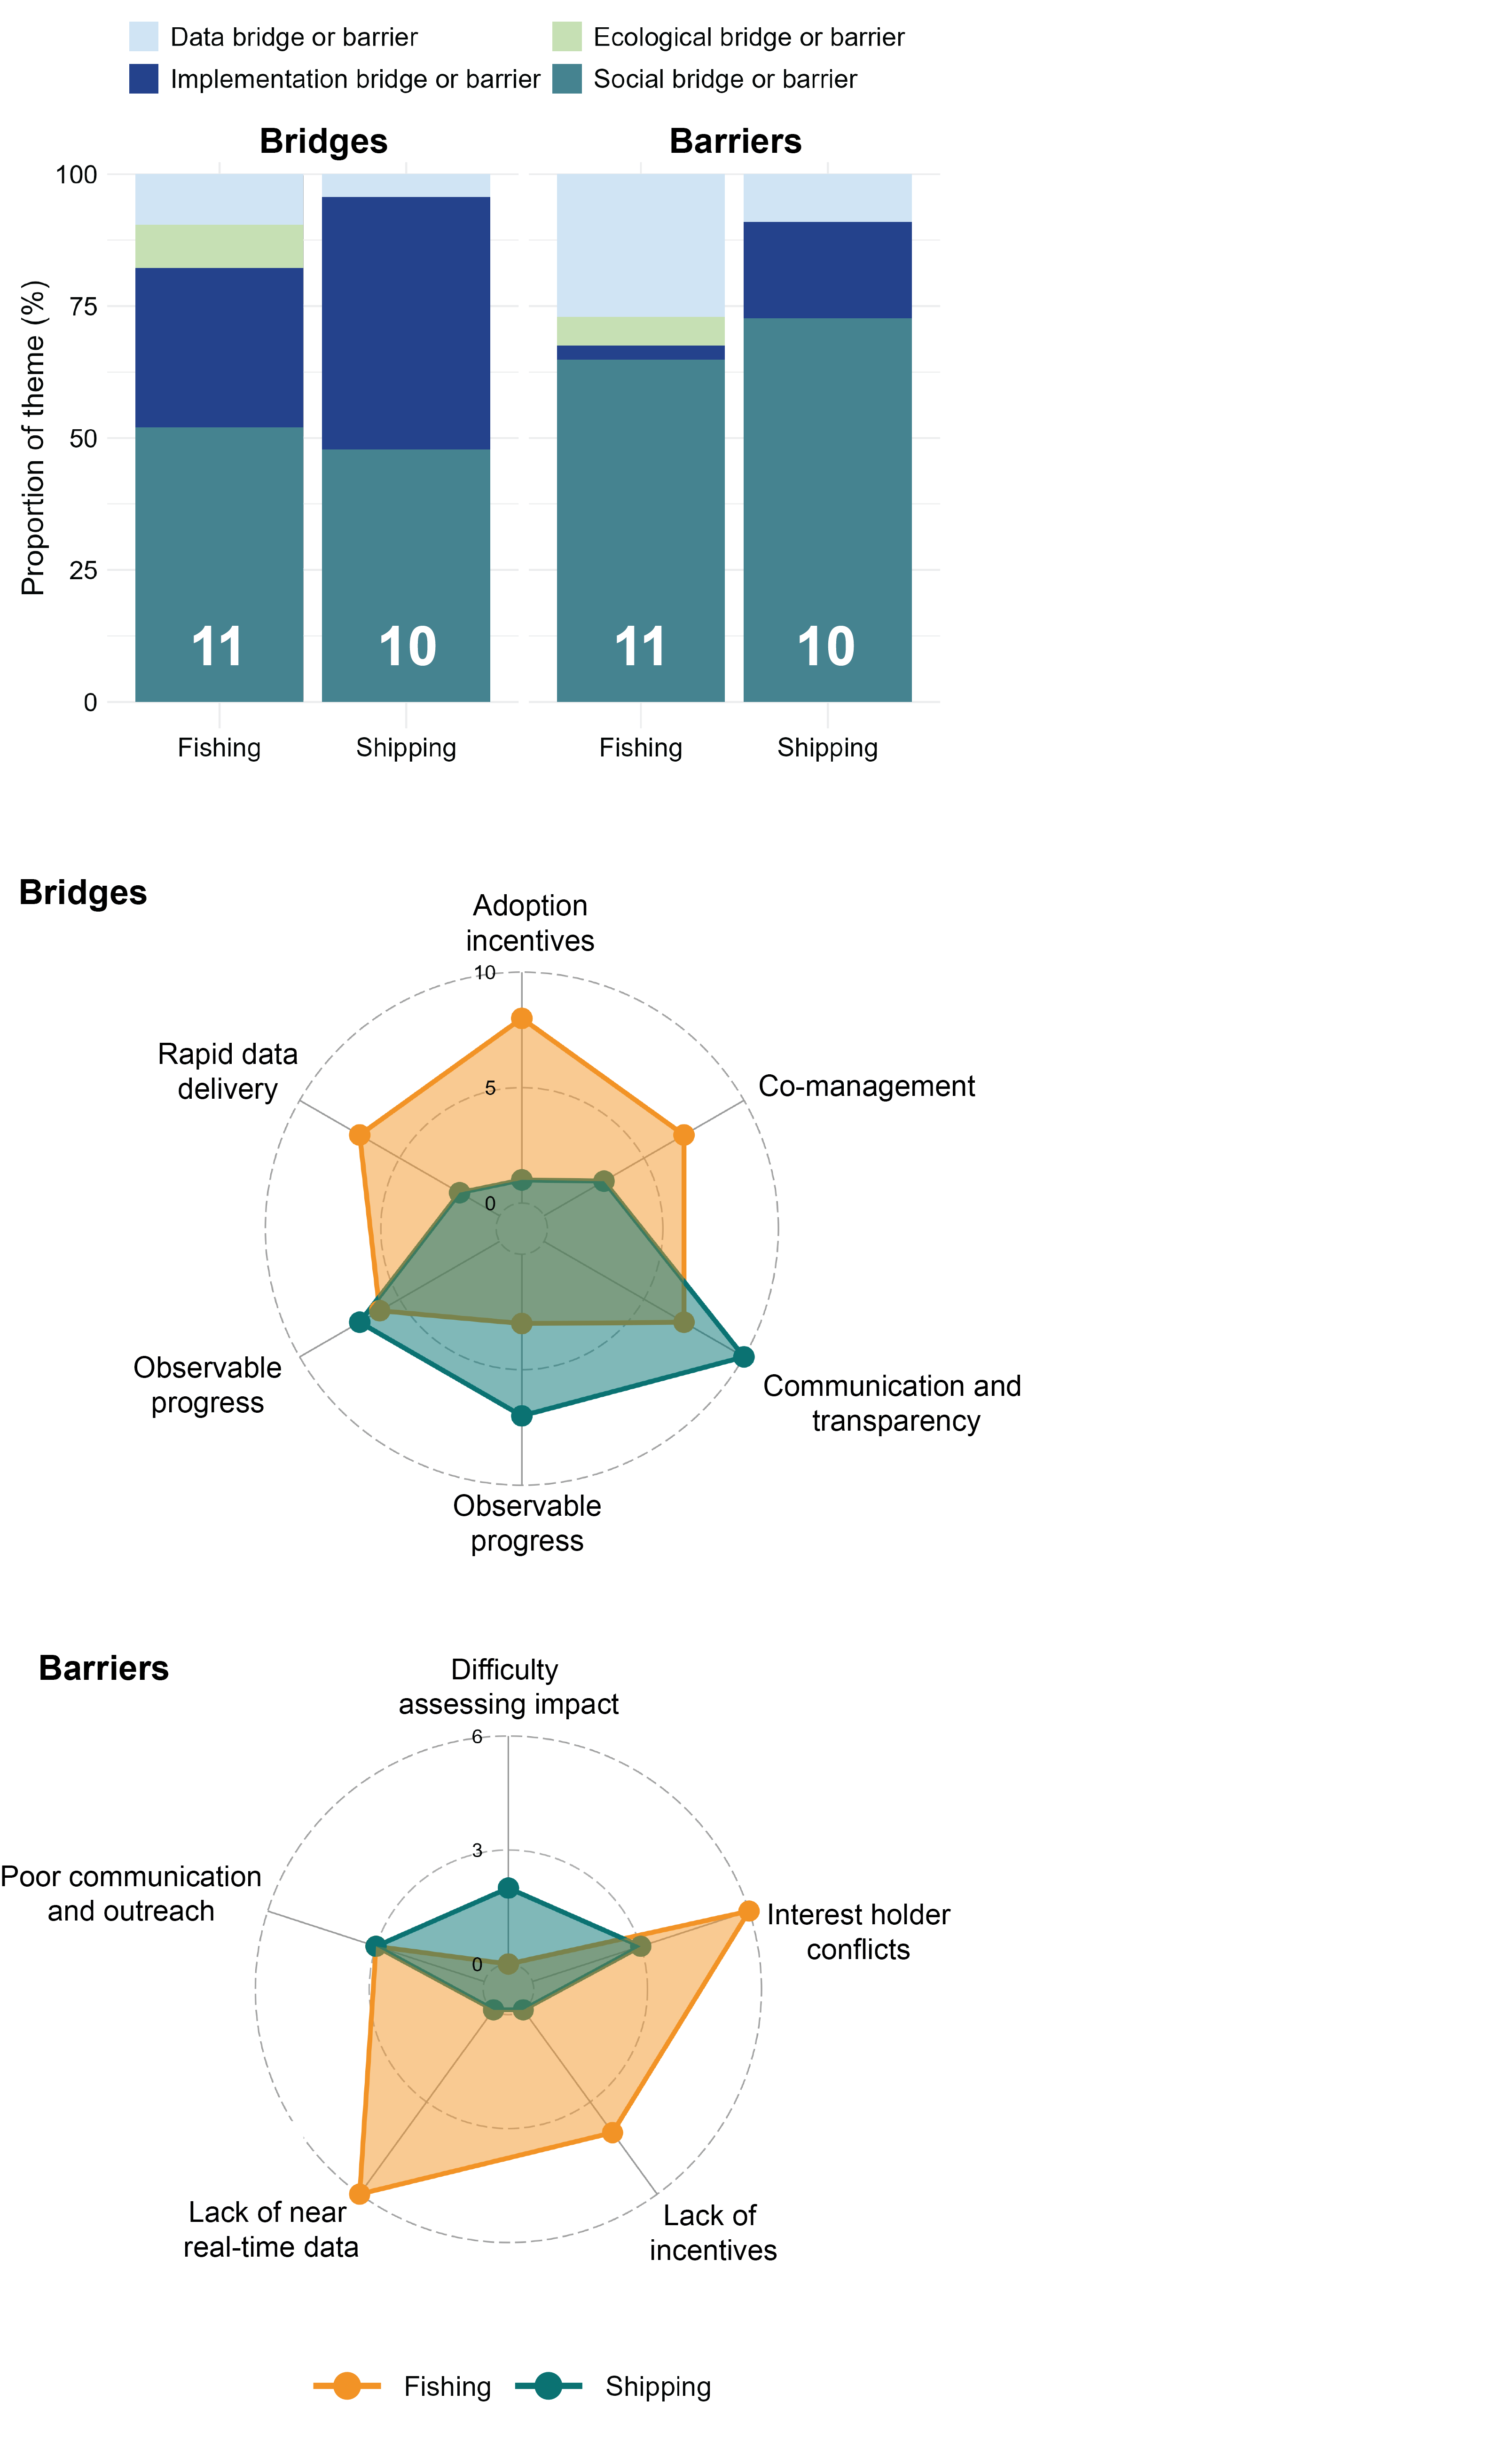 Data bridge or barrier
Ecological bridge or barrier
Implementation bridge or barrier
Social bridge or barrier
Bridges
Barriers
Proportion of theme (%)
100
75
50
25
0
11
10
11
10
Fishing
Shipping
Fishing
Shipping
Bridges
Adoption
incentives
10
5
0
Rapid data
delivery
Co-management
Observable
progress
Communication and
transparency
Observable
progress
Barriers
Difficulty
assessing impact
6
3
0
Poor communication
and outreach
Interest holder
conflicts
Lack of near
real-time data
Lack of
incentives
Fishing
Shipping